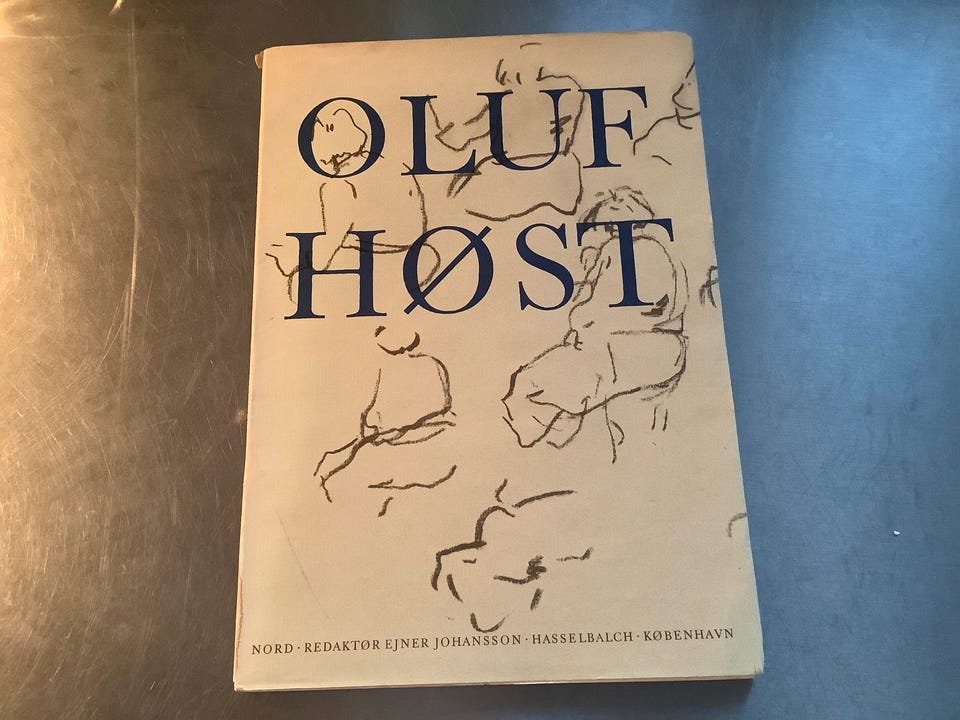 OLUF
HØST
NORD · REDAKTØR EJNER JOHANSSON · HASSELBALCH · KØBENHAVN